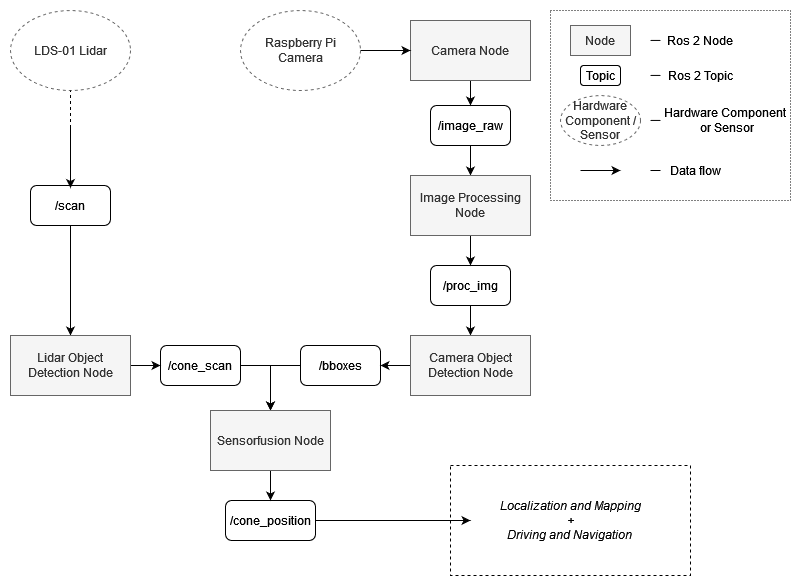 LDS-01 Lidar
Raspberry Pi
Camera
Camera Node
/image_raw
Image Processing
Node
/proc_img
/scan
Lidar Object
Detection Node
/cone_scan
/bboxes
Camera Object
Detection Node
Sensorfusion Node
/cone_position
Localization and Mapping
+
Driving and Navigation
Node
— Ros 2 Node
Topic
— Ros 2 Topic
Hardware
Component /
Sensor
— Hardware Component
or Sensor
— Data flow